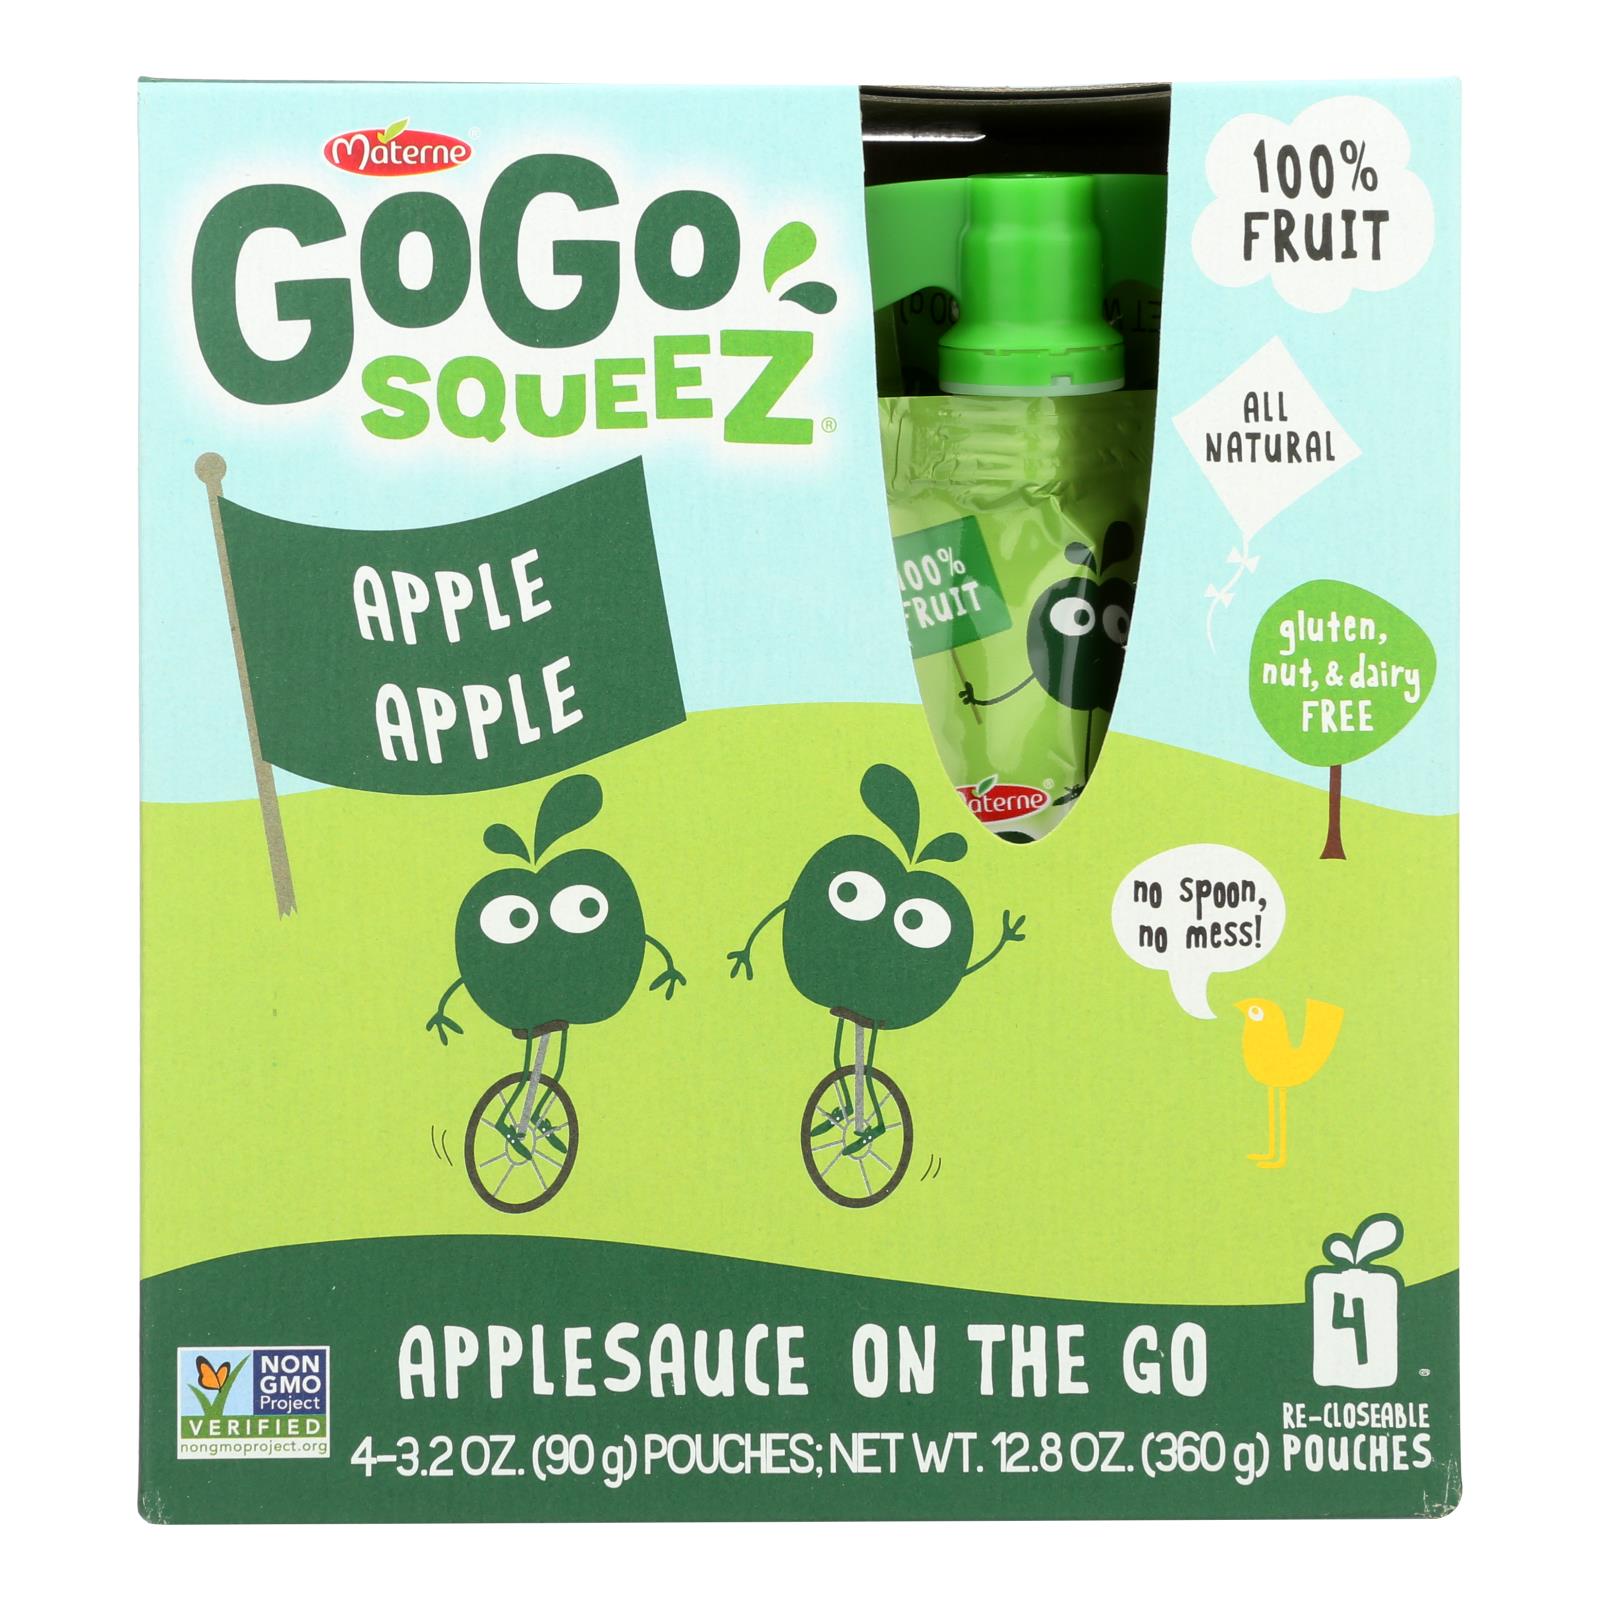 Materne
GoGo
SQUEEZ®
APPLE
APPLE
100%
FRUIT
ALL
NATURAL
gluten,
nut, & dairy
FREE
100%
FRUIT
Materne®
no spoon,
no mess!
4
RE-CLOSEABLE
POUCHES
APPLESAUCE ON THE GO
NON
GMO
Project
VERIFIED
nongmoproject.org
4-3.2 OZ. (90 g) POUCHES; NET WT. 12.8 OZ. (360 g)